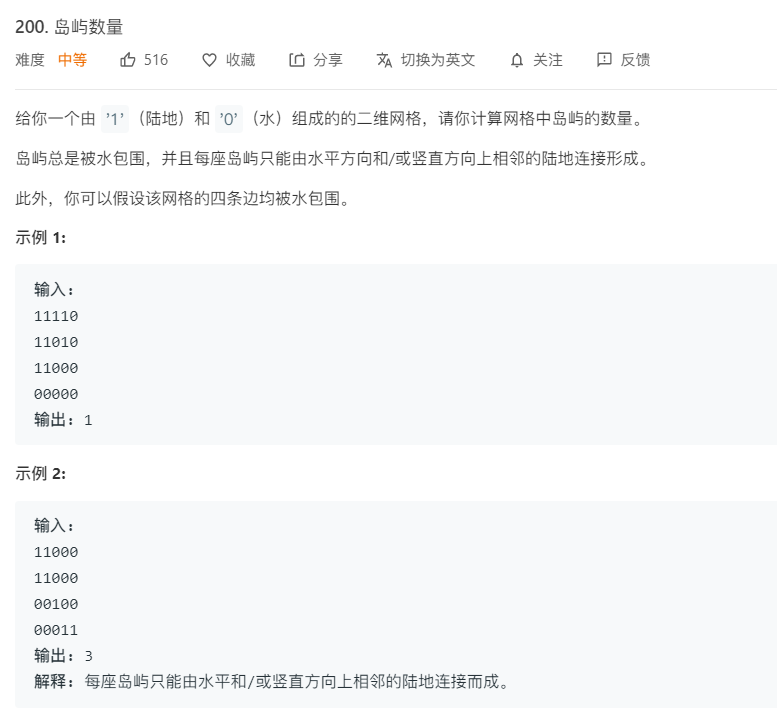 200. 岛屿数量
难度 中等 516 收藏 分享 切换为英文 关注 反馈
给你一个由 '1'（陆地）和 '0'（水）组成的的二维网格，请你计算网格中岛屿的数量。
岛屿总是被水包围，并且每座岛屿只能由水平方向和/或竖直方向上相邻的陆地连接形成。
此外，你可以假设该网格的四条边均被水包围。
示例 1:
输入:
11110
11010
11000
00000
输出: 1
示例 2:
输入:
11000
11000
00100
00011
输出: 3
解释: 每座岛屿只能由水平和/或竖直方向上相邻的陆地连接而成。